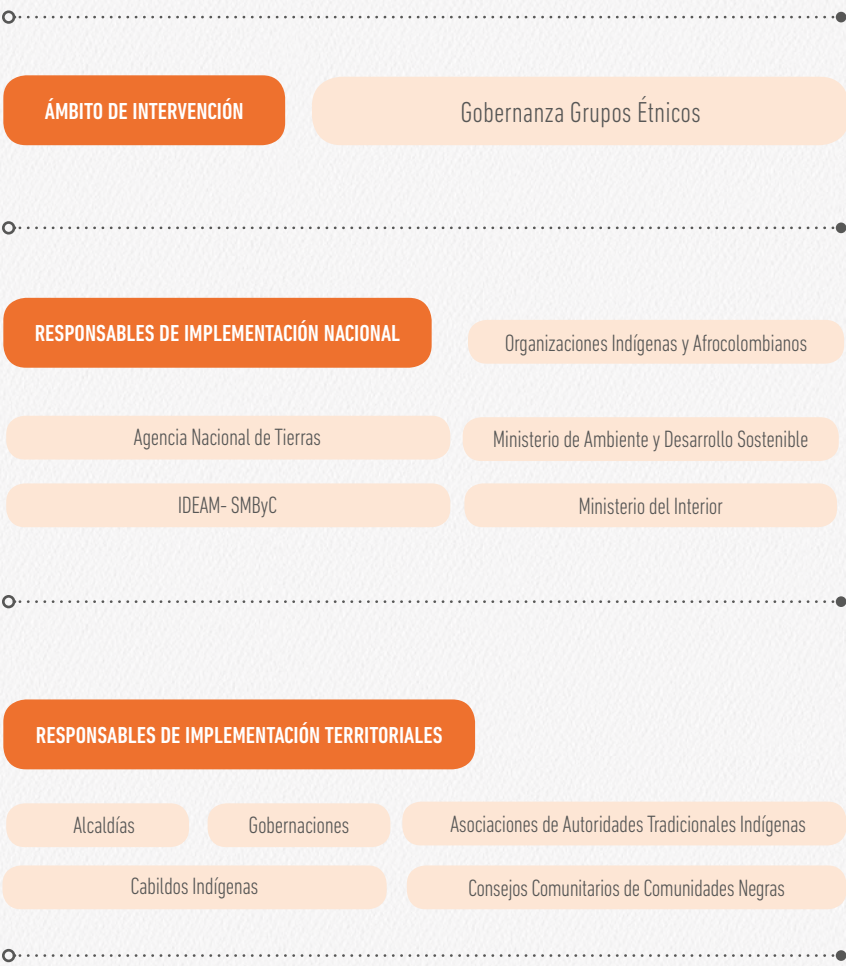 ÁMBITO DE INTERVENCIÓN
Gobernanza Grupos Étnicos
RESPONSABLES DE IMPLEMENTACIÓN NACIONAL
Organizaciones Indígenas y Afrocolombianos
Agencia Nacional de Tierras
Ministerio de Ambiente y Desarrollo Sostenible
IDEAM- SMByC
Ministerio del Interior
RESPONSABLES DE IMPLEMENTACIÓN TERRITORIALES
Alcaldías
Gobernaciones
Asociaciones de Autoridades Tradicionales Indígenas
Cabildos Indígenas
Consejos Comunitarios de Comunidades Negras